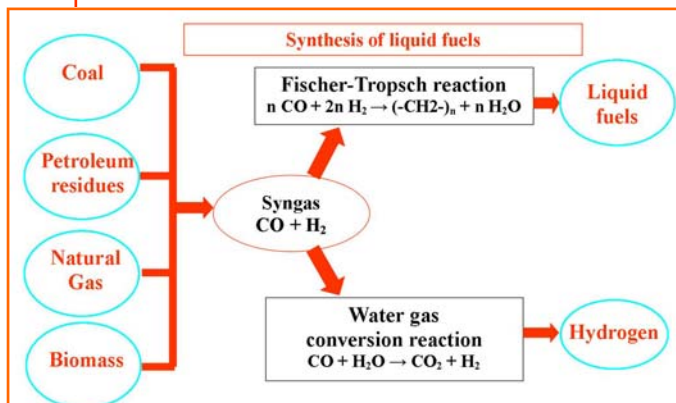 Synthesis of liquid fuels
Coal
Petroleum
residues
Natural
Gas
Biomass
Syngas
CO + H₂
Fischer-Tropsch reaction
n CO + 2n H₂ → (-CH2-)ₙ + n H₂O
Liquid
fuels
Water gas
conversion reaction
CO + H₂O → CO₂ + H₂
Hydrogen